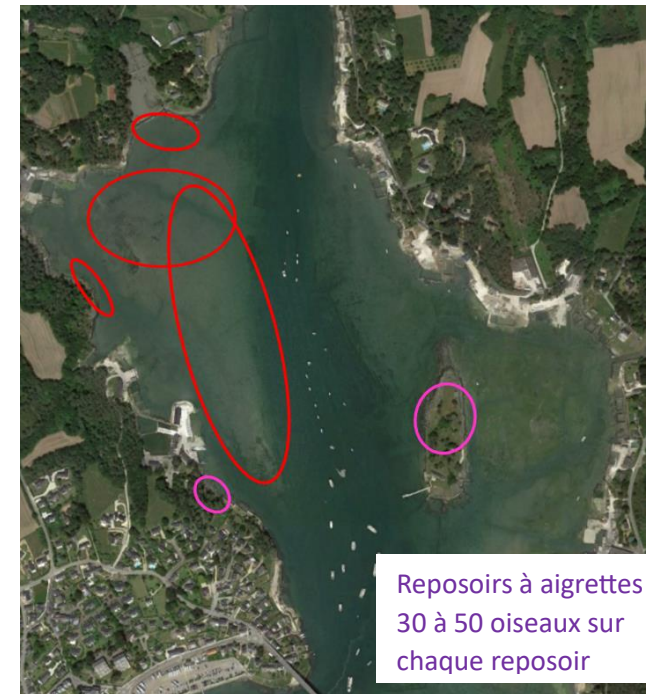 Reposoirs à aigrettes
30 à 50 oiseaux sur
chaque reposoir